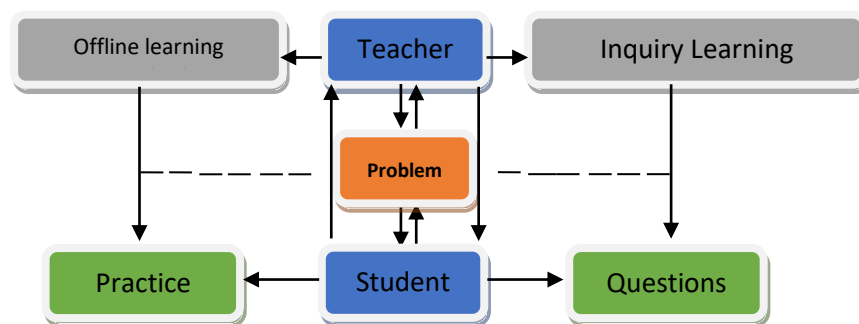 Offline learning
Teacher
Inquiry Learning
Problem
Practice
Student
Questions